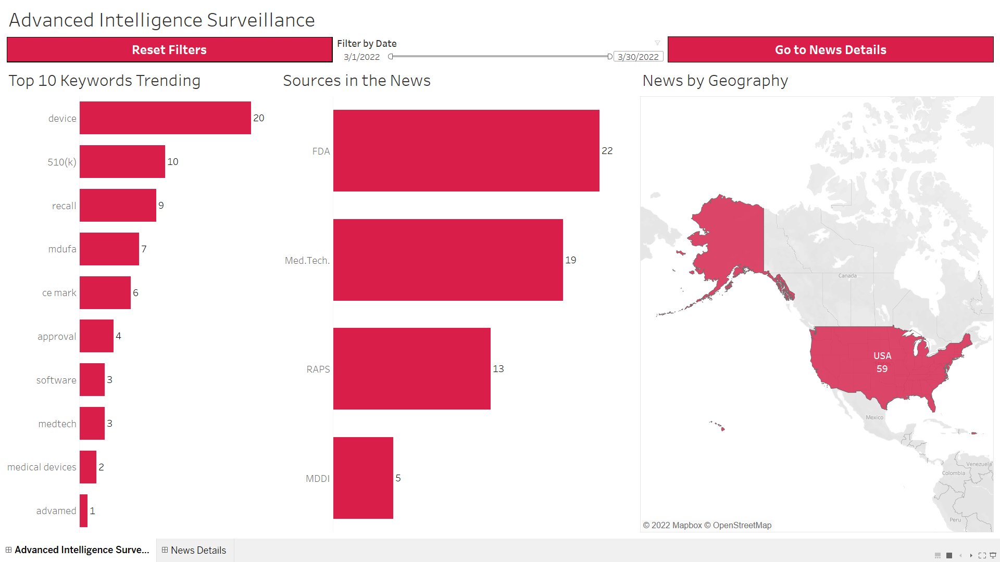 Advanced Intelligence Surveillance
Reset Filters
Filter by Date
3/1/2022
3/30/2022
Go to News Details
Top 10 Keywords Trending
device
20
510(k)
10
recall
9
mdufa
7
ce mark
6
approval
4
software
3
medtech
3
medical devices
2
advamed
1
Sources in the News
FDA
22
Med.Tech.
19
RAPS
13
MDDI
5
News by Geography
Canada
USA
59
Mexico
Venezuela
Colombia
Peru
© 2022 Mapbox © OpenStreetMap
Advanced Intelligence Surve...
News Details